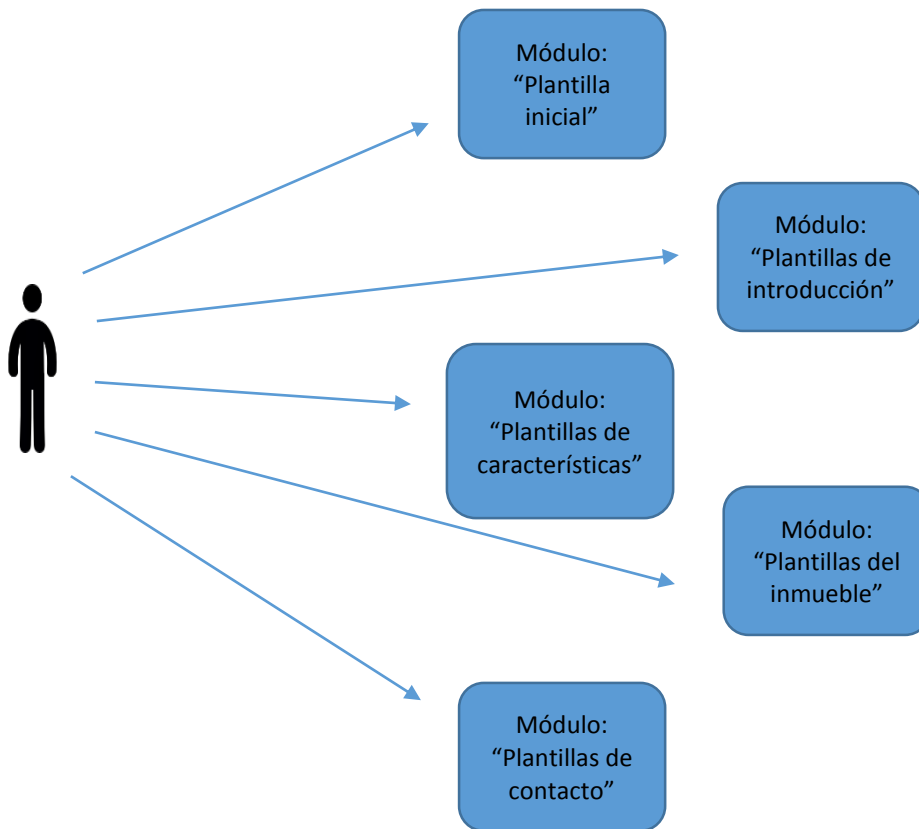 Módulo:
“Plantilla
inicial”
Módulo:
“Plantillas de
introducción”
Módulo:
“Plantillas de
características”
Módulo:
“Plantillas del
inmueble”
Módulo:
“Plantillas de
contacto”